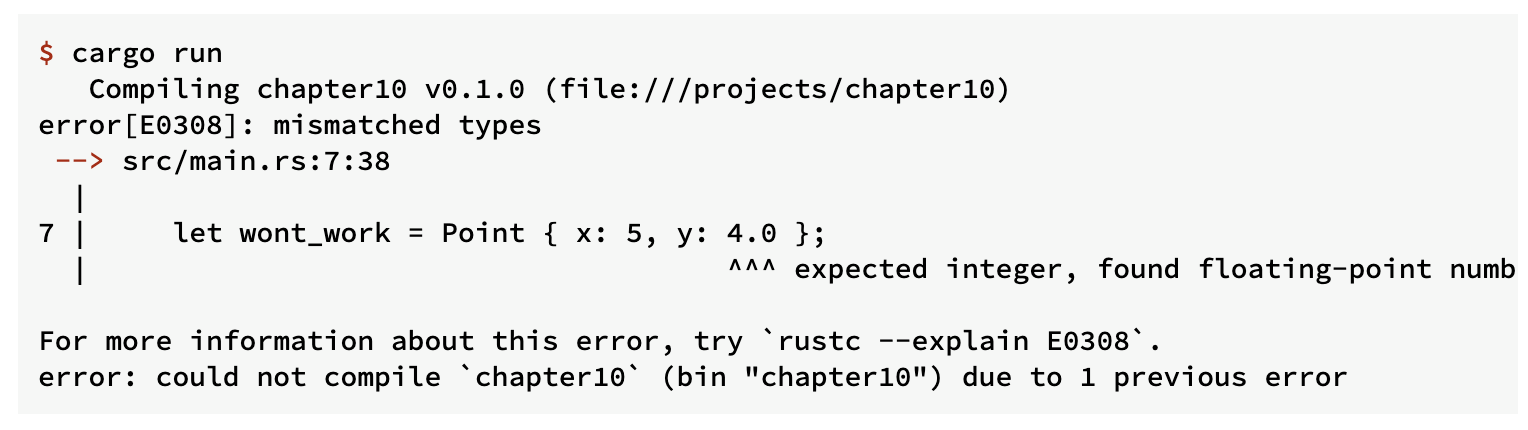 $ cargo run
   Compiling chapter10 v0.1.0 (file:///projects/chapter10)
error[E0308]: mismatched types
 --> src/main.rs:7:38
  |
7 |     let wont_work = Point { x: 5, y: 4.0 };
  |                                      ^^^ expected integer, found floating-point numb

For more information about this error, try `rustc --explain E0308`.
error: could not compile `chapter10` (bin "chapter10") due to 1 previous error